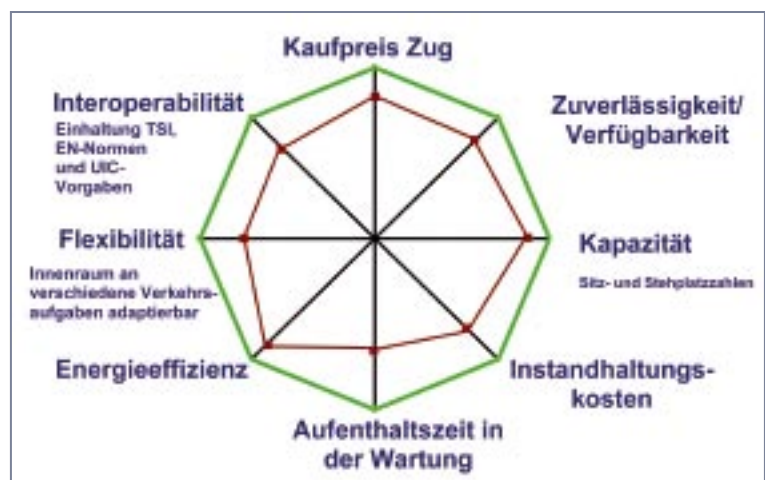 Kaufpreis Zug
Interoperabilität
Einhaltung TSI,
EN-Normen
und UIC-
Vorgaben
Zuverlässigkeit/
Verfügbarkeit
Flexibilität
Innenraum an
verschiedene Verkehrs-
aufgaben adaptierbar
Kapazität
Sitz- und Stehplatzzahlen
Energieeffizienz
Instandhaltungs-
kosten
Aufenthaltszeit in
der Wartung